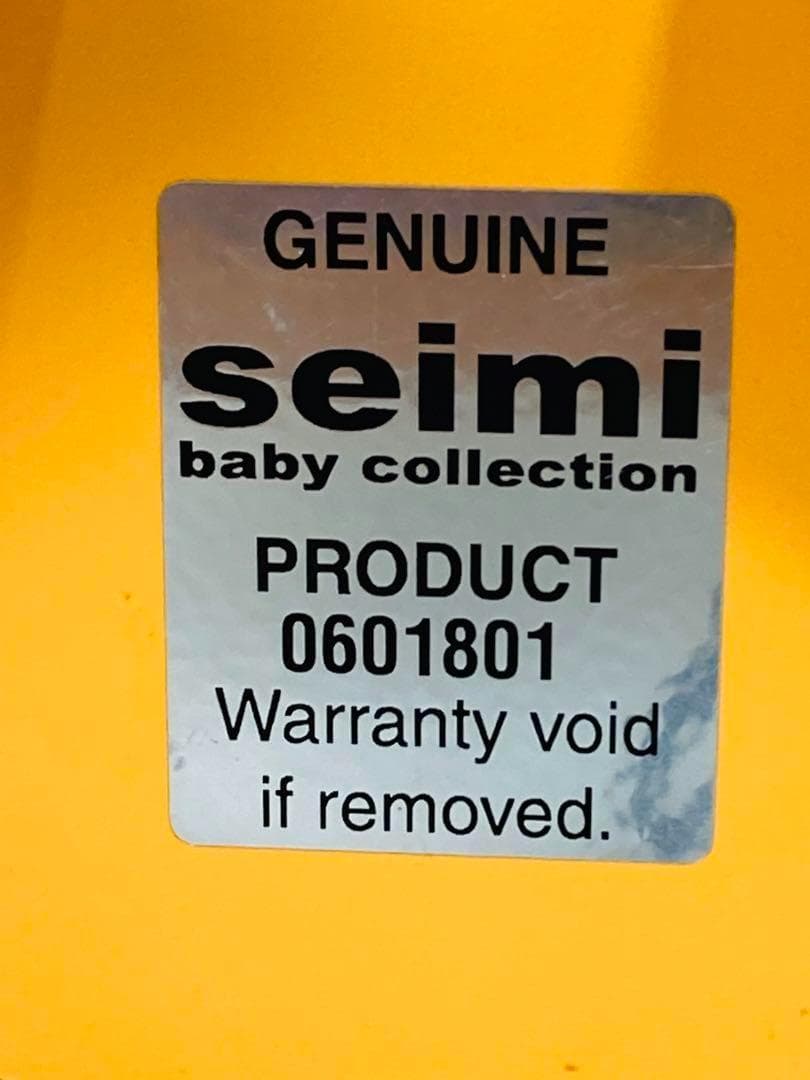 GENUINE
seimi
baby collection
PRODUCT
0601801
Warranty void
if removed.